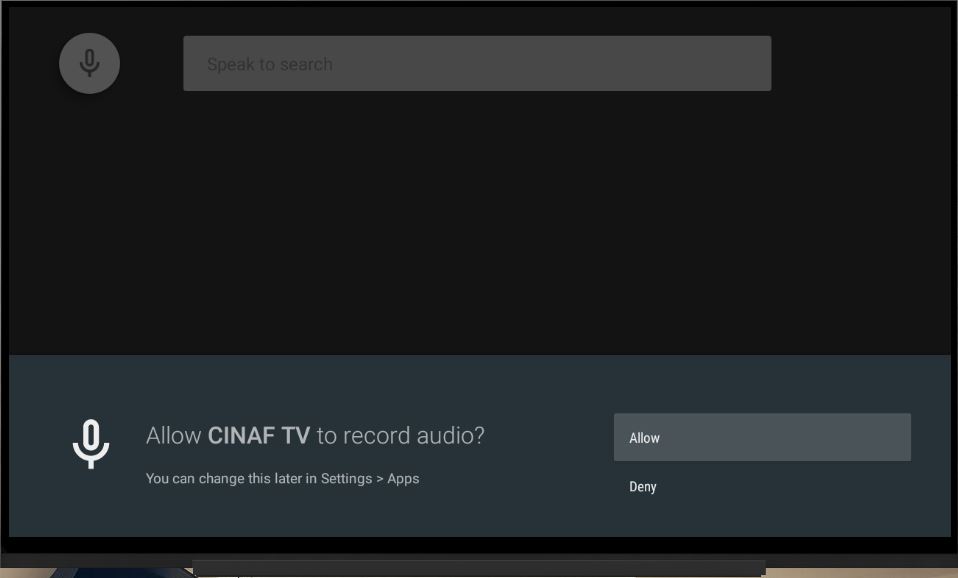 Speak to search
Allow CINAF TV to record audio?
You can change this later in Settings > Apps
Allow
Deny